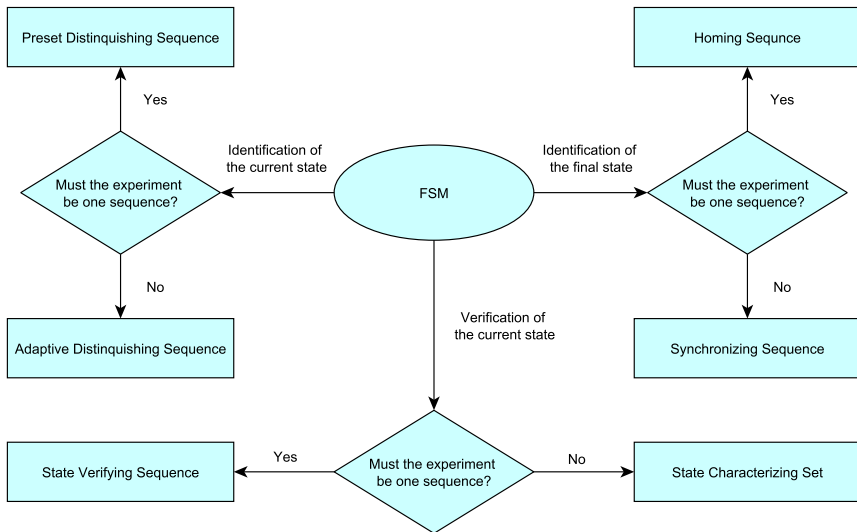 Preset Distinquishing Sequence
Homing Sequnce
Yes
Yes
Identification of
the current state
Identification of
the final state
Must the experiment
be one sequence?
FSM
Must the experiment
be one sequence?
No
No
Verification of
the current state
Adaptive Distinquishing Sequence
Synchronizing Sequence
Must the experiment
be one sequence?
Yes
No
State Verifying Sequence
State Characterizing Set